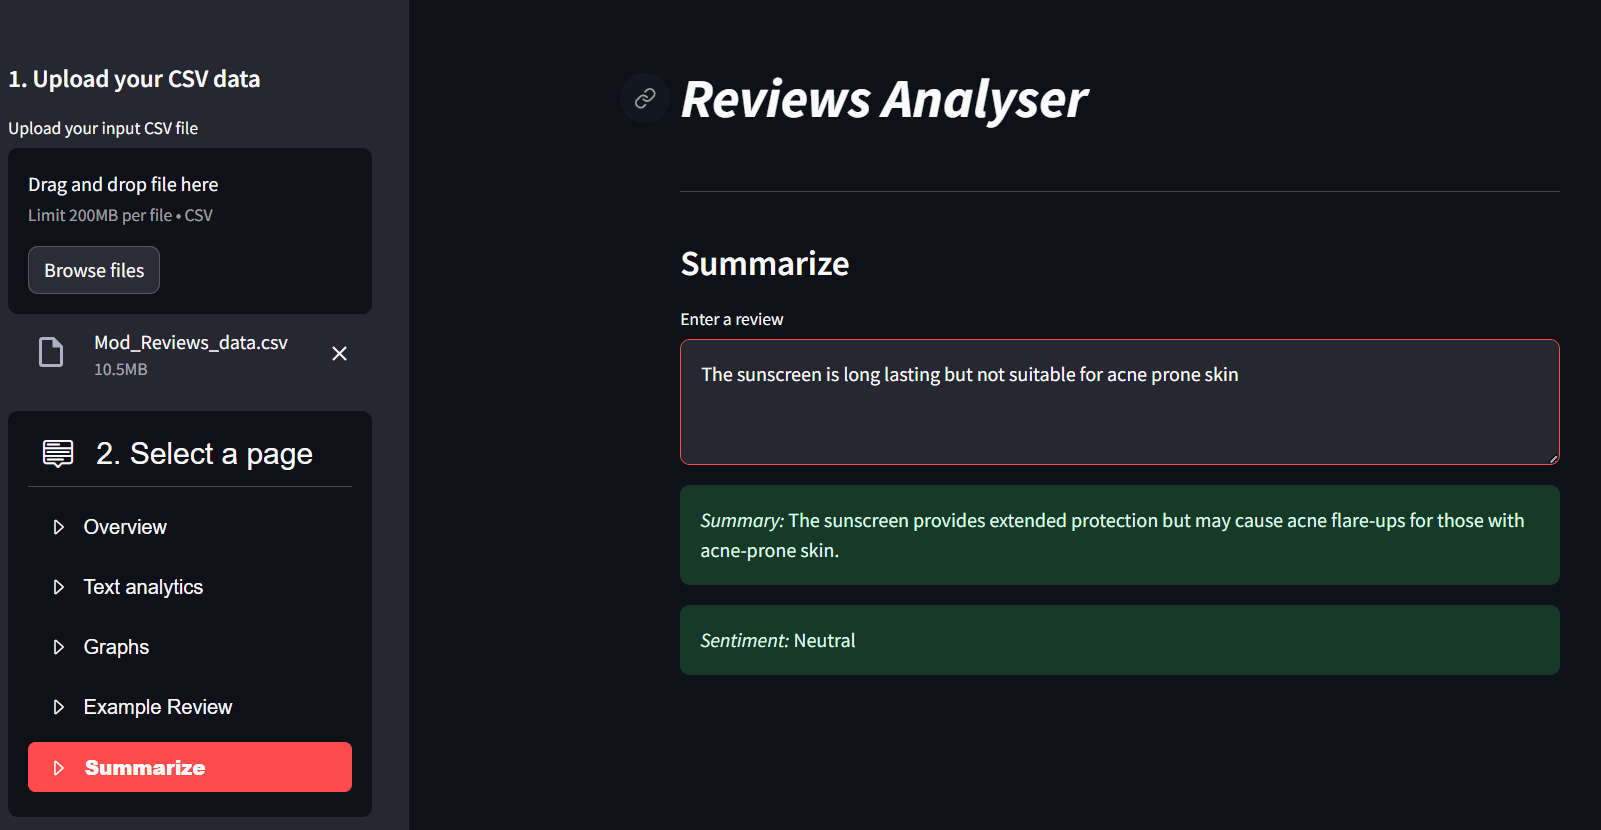 1. Upload your CSV data
Upload your input CSV file
Drag and drop file here
Limit 200MB per file • CSV
Browse files
Mod_Reviews_data.csv
10.5MB
2. Select a page
Overview
Text analytics
Graphs
Example Review
Summarize
Reviews Analyser
Summarize
Enter a review
The sunscreen is long lasting but not suitable for acne prone skin
Summary: The sunscreen provides extended protection but may cause acne flare-ups for those with
acne-prone skin.
Sentiment: Neutral